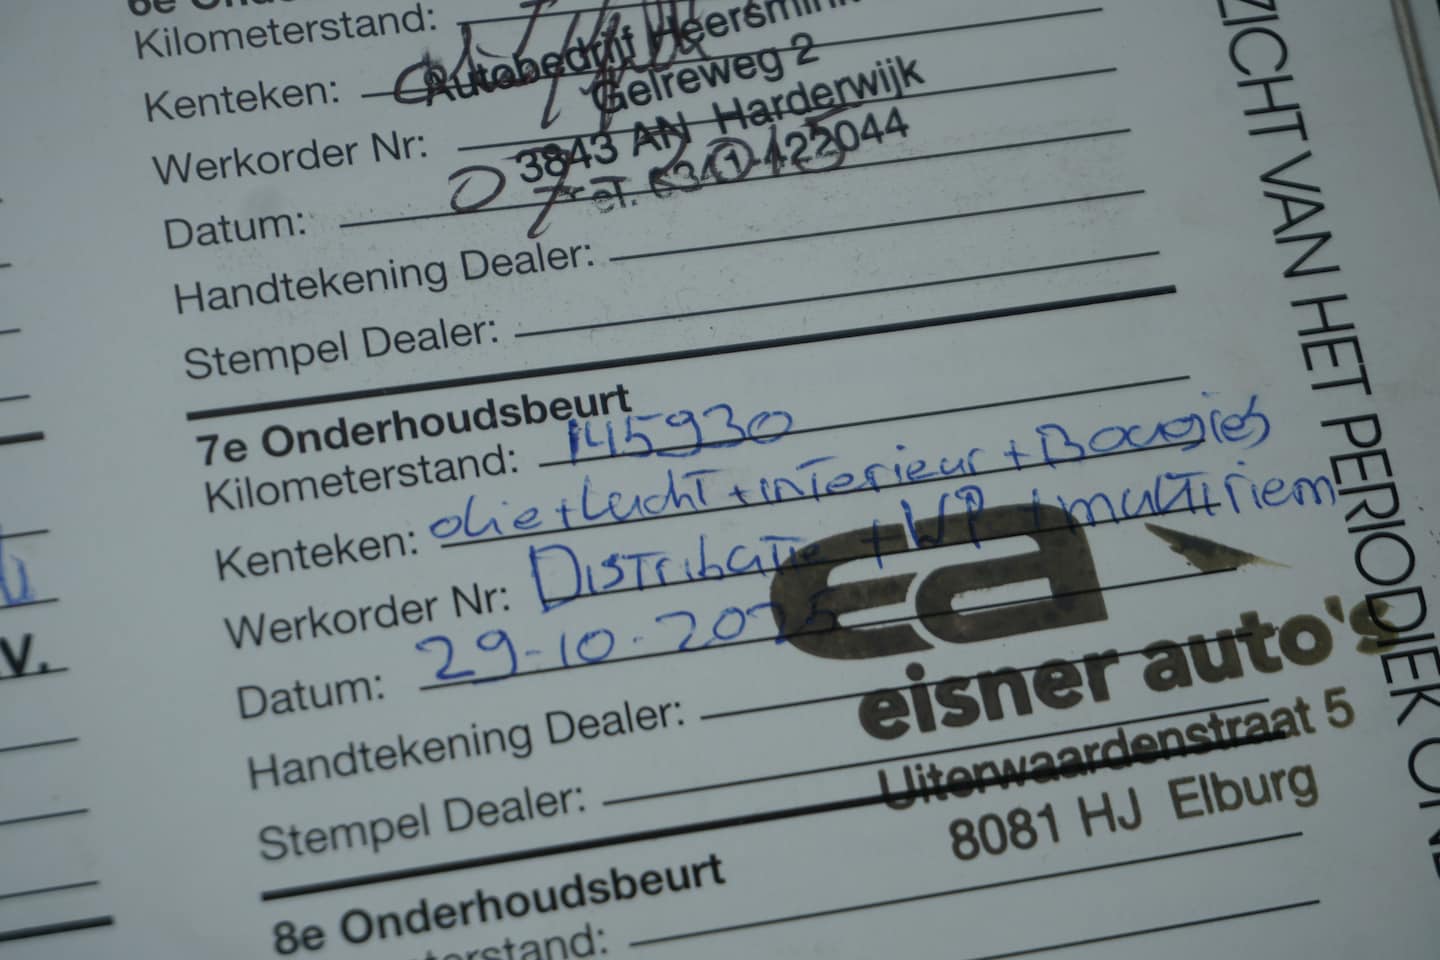 Kilometerstand:
Autobedrijf Heersmink
Kenteken:
Gelreweg 2
Werkorder Nr:
3843 AN Harderwijk
Tel. 0341-425044
Datum:
Handtekening Dealer:
Stempel Dealer:
7e Onderhoudsbeurt
Kilometerstand: 145930
Kenteken: olie + Lucht + interieur + Bougies
Werkorder Nr: Distributie + WP + multiriem
Datum: 29-10-2025
ea
eisner auto's
Handtekening Dealer:
Uiterwaardenstraat 5
Stempel Dealer:
8081 HJ Elburg
8e Onderhoudsbeurt
ZICHT VAN HET PERIODIEK